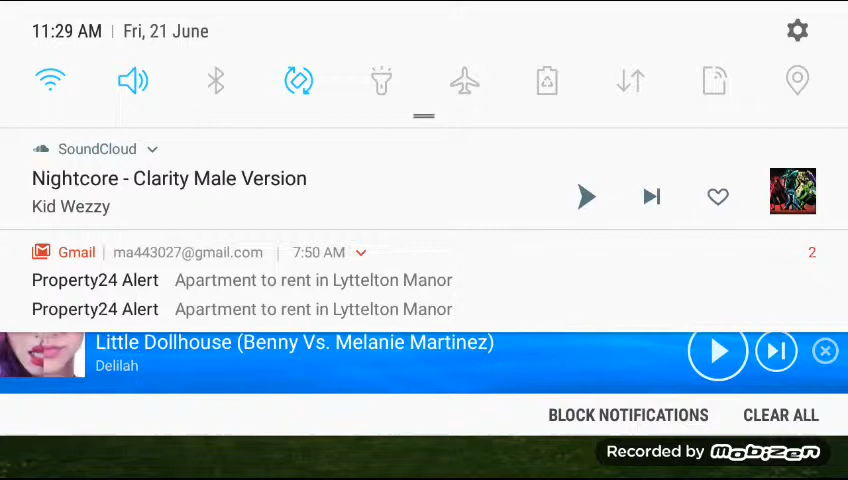 11:29 AM | Fri, 21 June
SoundCloud
Nightcore - Clarity Male Version
Kid Wezzy
Gmail | ma443027@gmail.com | 7:50 AM 2
Property24 Alert Apartment to rent in Lyttelton Manor
Property24 Alert Apartment to rent in Lyttelton Manor
Little Dollhouse (Benny Vs. Melanie Martinez)
Delilah
BLOCK NOTIFICATIONS CLEAR ALL
Recorded by MOBIZEN